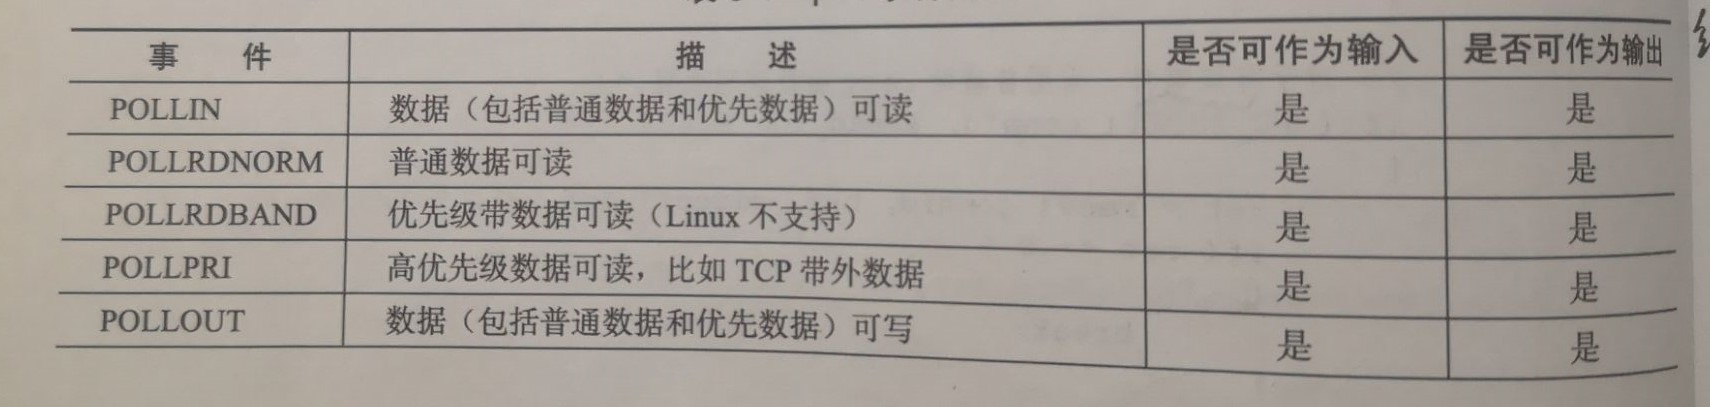 事 件 描 述 是否可作为输入 是否可作为输出
POLLIN 数据（包括普通数据和优先数据）可读 是 是
POLLRDNORM 普通数据可读 是 是
POLLRDBAND 优先级带数据可读（Linux 不支持） 是 是
POLLPRI 高优先级数据可读，比如 TCP 带外数据 是 是
POLLOUT 数据（包括普通数据和优先数据）可写 是 是